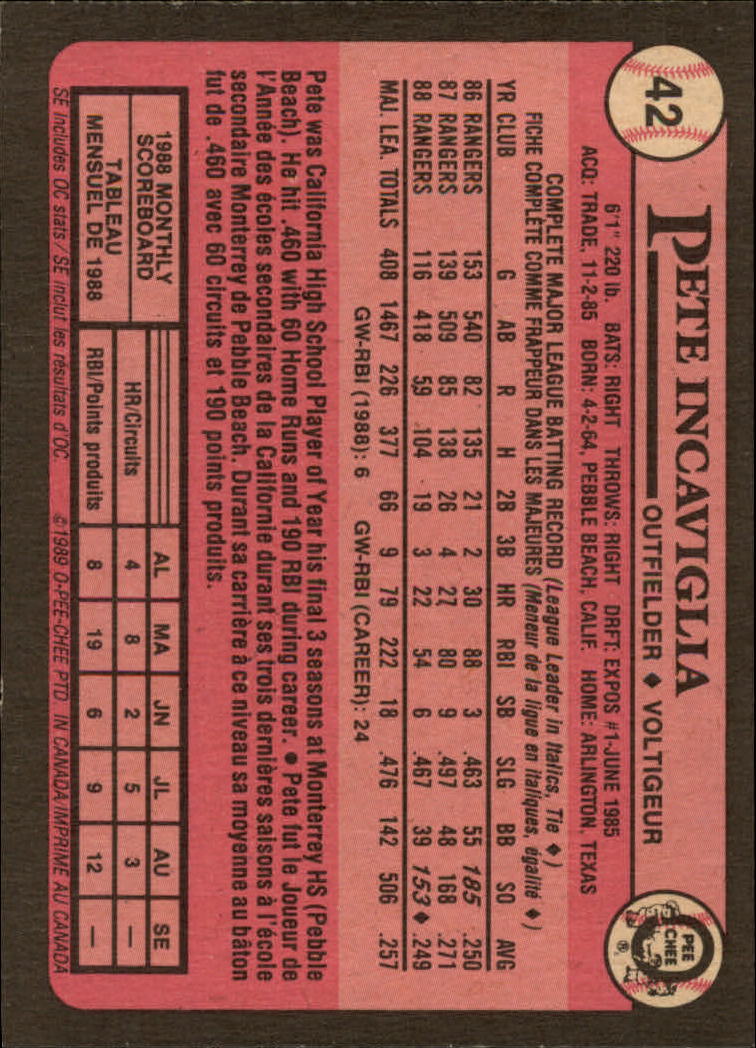 42
PETE INCAVIGLIA
OUTFIELDER ♦ VOLTIGEUR
O
PEE
CHEE
®
6'1" 220 lb. BATS: RIGHT THROWS: RIGHT DRFT: EXPOS #1-JUNE 1985
ACQ: TRADE, 11-2-85 BORN: 4-2-64, PEBBLE BEACH, CALIF. HOME: ARLINGTON, TEXAS
COMPLETE MAJOR LEAGUE BATTING RECORD (League Leader in Italics, Tie ♦)
FICHE COMPLÈTE COMME FRAPPEUR DANS LES MAJEURES (Meneur de la ligue en italiques, égalité ♦)
YR CLUB G AB R H 2B 3B HR RBI SB SLG BB SO AVG
86 RANGERS 153 540 82 135 21 2 30 88 3 .463 55 185 .250
87 RANGERS 139 509 85 138 26 4 27 80 9 .497 48 168 .271
88 RANGERS 116 418 59 104 19 3 22 54 6 .467 39 153♦ .249
MAJ. LEA. TOTALS 408 1467 226 377 66 9 79 222 18 .476 142 506 .257
GW-RBI (1988): 6 GW-RBI (CAREER): 24
Pete was California High School Player of Year his final 3 seasons at Monterrey HS (Pebble
Beach). He hit .460 with 60 Home Runs and 190 RBI during career. ● Pete fut le Joueur de
l'Année des écoles secondaires de la Californie durant ses trois dernières saisons à l'école
secondaire Monterrey de Pebble Beach. Durant sa carrière à ce niveau sa moyenne au bâton
fut de .460 avec 60 circuits et 190 points produits.
1988 MONTHLY
SCOREBOARD
TABLEAU
MENSUEL DE 1988
AL MA JN JL AU SE
HR/Circuits 4 8 2 5 3 —
RBI/Points produits 8 19 6 9 12 —
SE includes OC stats/SE inclut les résultats d'OC. ©1989 O-PEE-CHEE PTD. IN CANADA/IMPRIMÉ AU CANADA